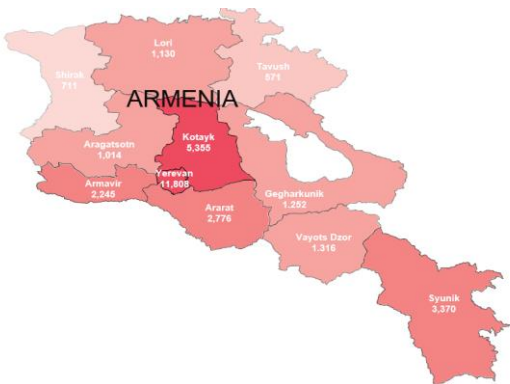 Lori
1,130
Tavush
871
Shirak
711
ARMENIA
Kotayk
5,355
Aragatsotn
1,014
Yerevan
11,808
Armavir
2,245
Gegharkunik
1.252
Ararat
2,776
Vayots Dzor
1.316
Syunik
3,370